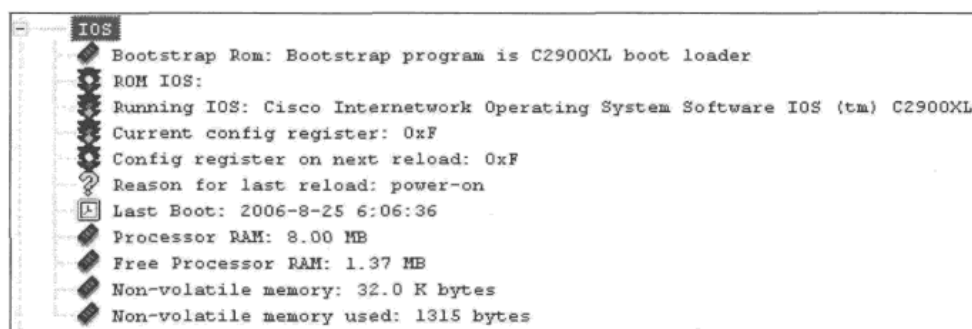 IOS
Bootstrap Rom: Bootstrap program is C2900XL boot loader
ROM IOS:
Running IOS: Cisco Internetwork Operating System Software IOS (tm) C2900XL
Current config register: 0xF
Config register on next reload: 0xF
Reason for last reload: power-on
Last Boot: 2006-8-25 6:06:36
Processor RAM: 8.00 MB
Free Processor RAM: 1.37 MB
Non-volatile memory: 32.0 K bytes
Non-volatile memory used: 1315 bytes